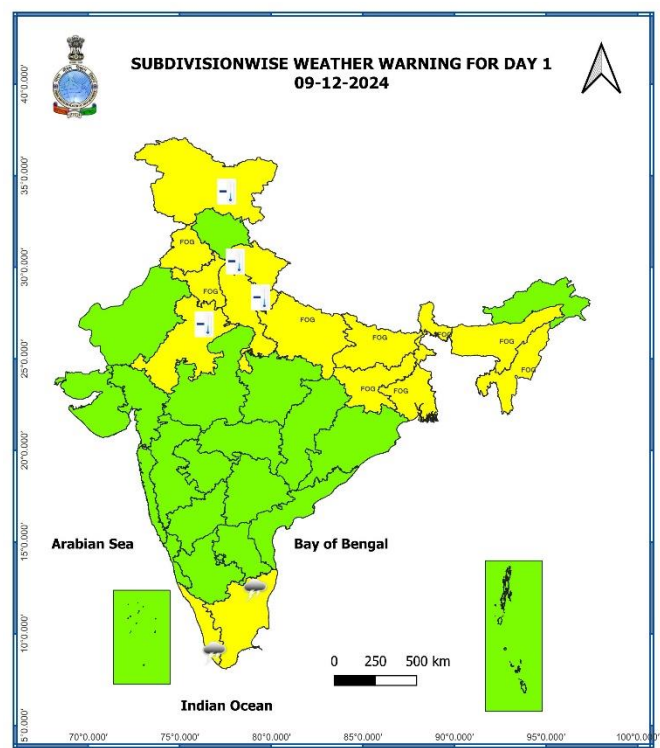 SUBDIVISIONWISE WEATHER WARNING FOR DAY 1
09-12-2024
40°0.000'
35°0.000'
30°0.000'
25°0.000'
20°0.000'
15°0.000'
10°0.000'
5°0.000'
FOG
FOG
FOG
FOG
FOG
FOG
FOG
FOG
FOG
Arabian Sea
Bay of Bengal
0 250 500 km
Indian Ocean
70°0.000' 75°0.000' 80°0.000' 85°0.000' 90°0.000' 95°0.000' 100°0.000'